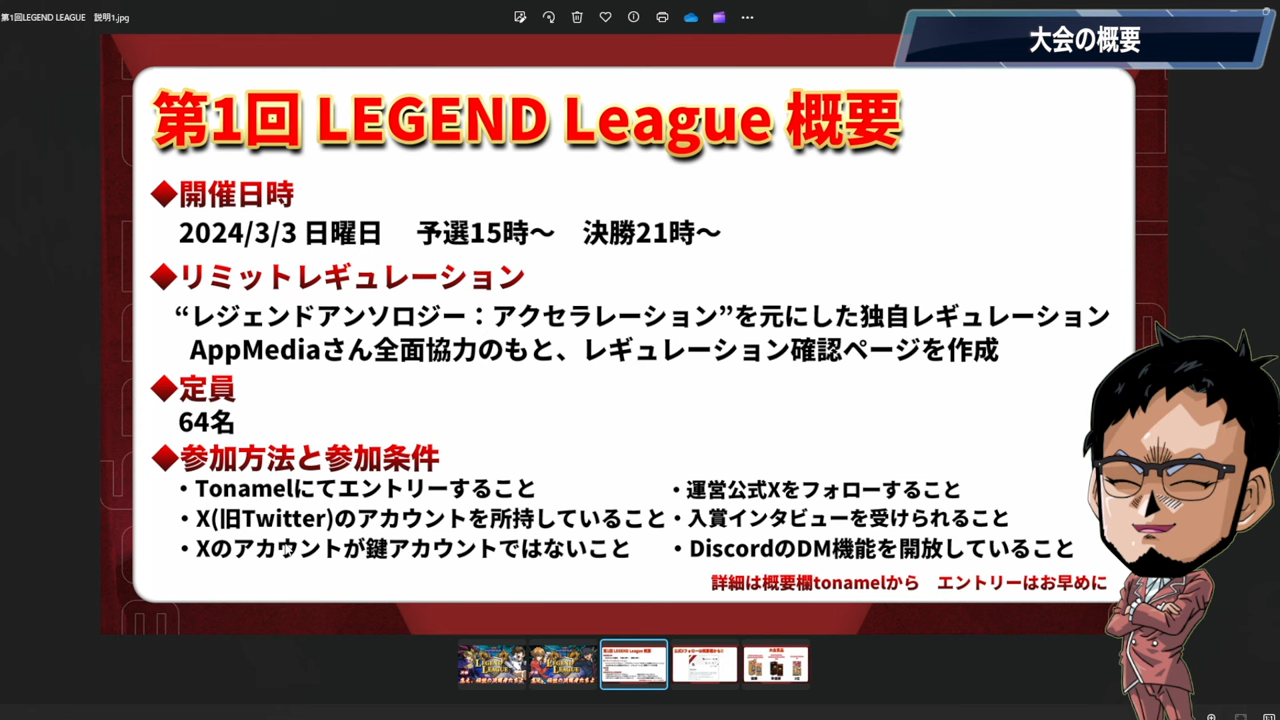 第1回LEGEND LEAGUE 説明1.jpg
大会の概要
第1回 LEGEND League 概要
◆開催日時
2024/3/3 日曜日 予選15時～ 決勝21時～
◆リミットレギュレーション
“レジェンドアンソロジー：アクセラレーション”を元にした独自レギュレーション
AppMediaさん全面協力のもと、レギュレーション確認ページを作成
◆定員
64名
◆参加方法と参加条件
・Tonamelにてエントリーすること
・X(旧Twitter)のアカウントを所持していること
・Xのアカウントが鍵アカウントではないこと
・運営公式Xをフォローすること
・入賞インタビューを受けられること
・DiscordのDM機能を開放していること
詳細は概要欄tonamelから エントリーはお早めに
LEGEND LEAGUE
LEGEND LEAGUE
第1回 LEGEND League 概要